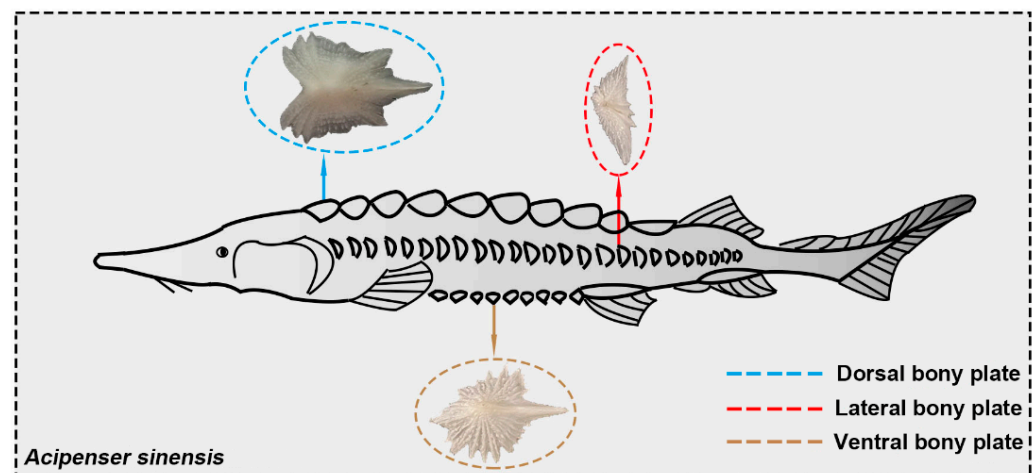 Dorsal bony plate
Lateral bony plate
Ventral bony plate
Acipenser sinensis